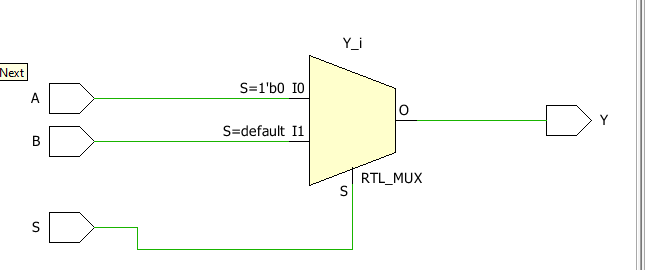 Y_i
Next
A
S=1'b0 I0
O
Y
B
S=default I1
S
RTL_MUX
S